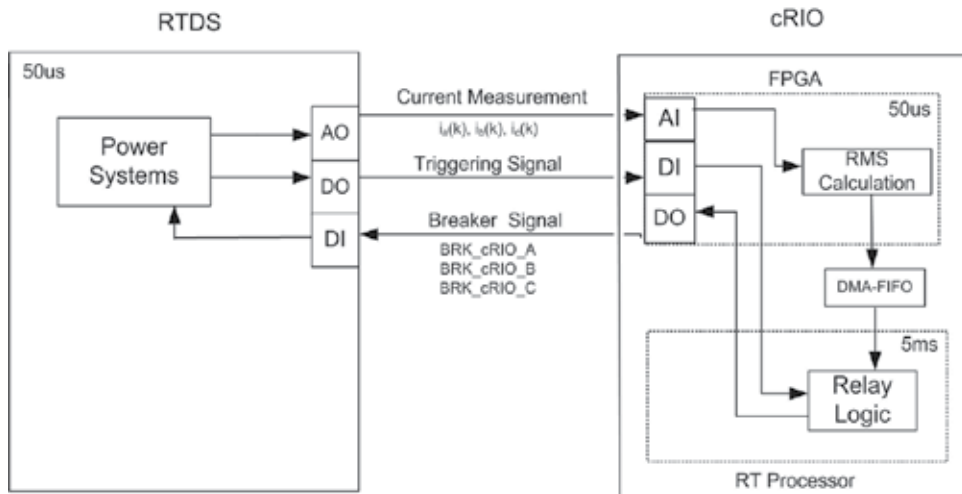 RTDS
cRIO
50us
Power
Systems
AO
DO
DI
Current Measurement
iₐ(k), i_b(k), i_c(k)
Triggering Signal
Breaker Signal
BRK_cRIO_A
BRK_cRIO_B
BRK_cRIO_C
FPGA
50us
AI
DI
DO
RMS
Calculation
DMA-FIFO
5ms
Relay
Logic
RT Processor